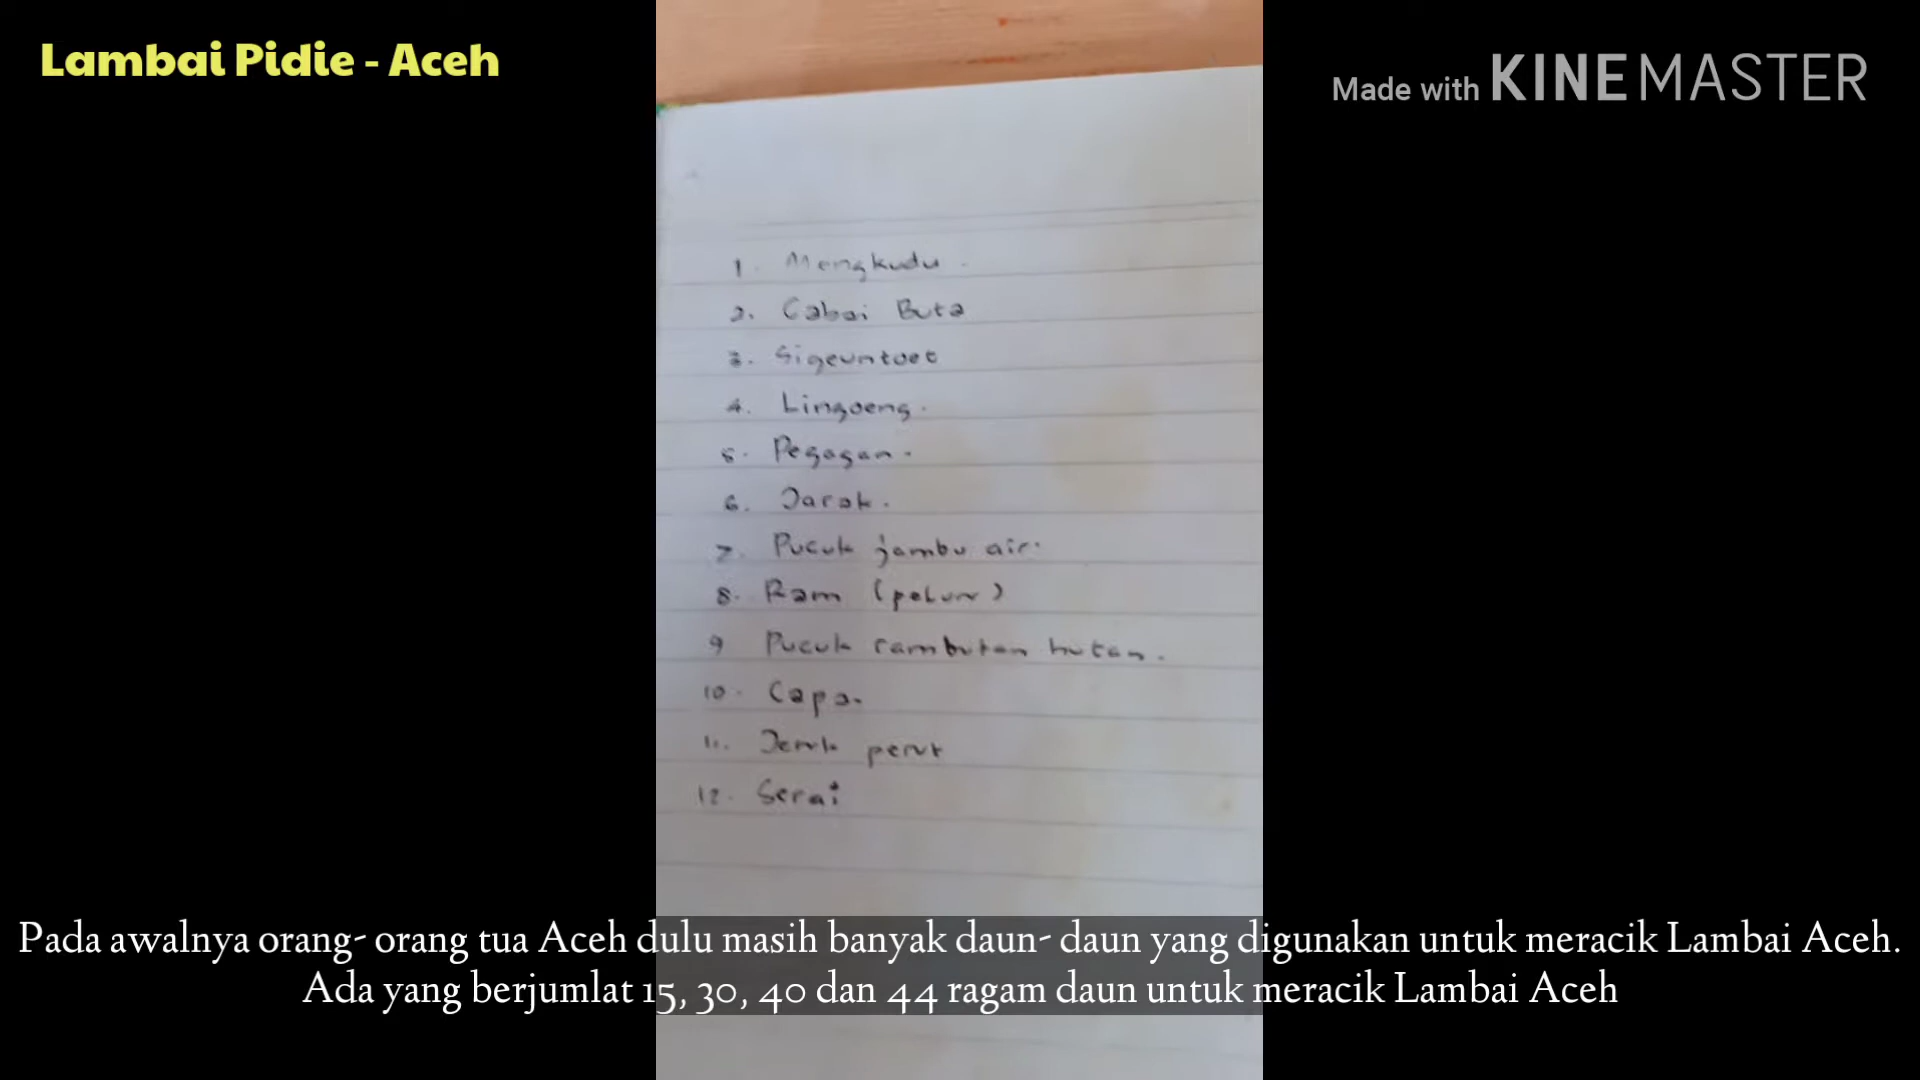 Lambai Pidie - Aceh
Made with KINEMASTER
1. Mengkudu.
2. Cabai Buta
3. Sigeuntoet
4. Lingoeng.
5. Pegagan.
6. Jarak.
7. Pucuk jambu air.
8. Ram (pelur)
9 Pucuk rambutan hutan.
10. Capa.
11. Jeruk perut
12. Serai
Pada awalnya orang- orang tua Aceh dulu masih banyak daun- daun yang digunakan untuk meracik Lambai Aceh.
Ada yang berjumlat 15, 30, 40 dan 44 ragam daun untuk meracik Lambai Aceh